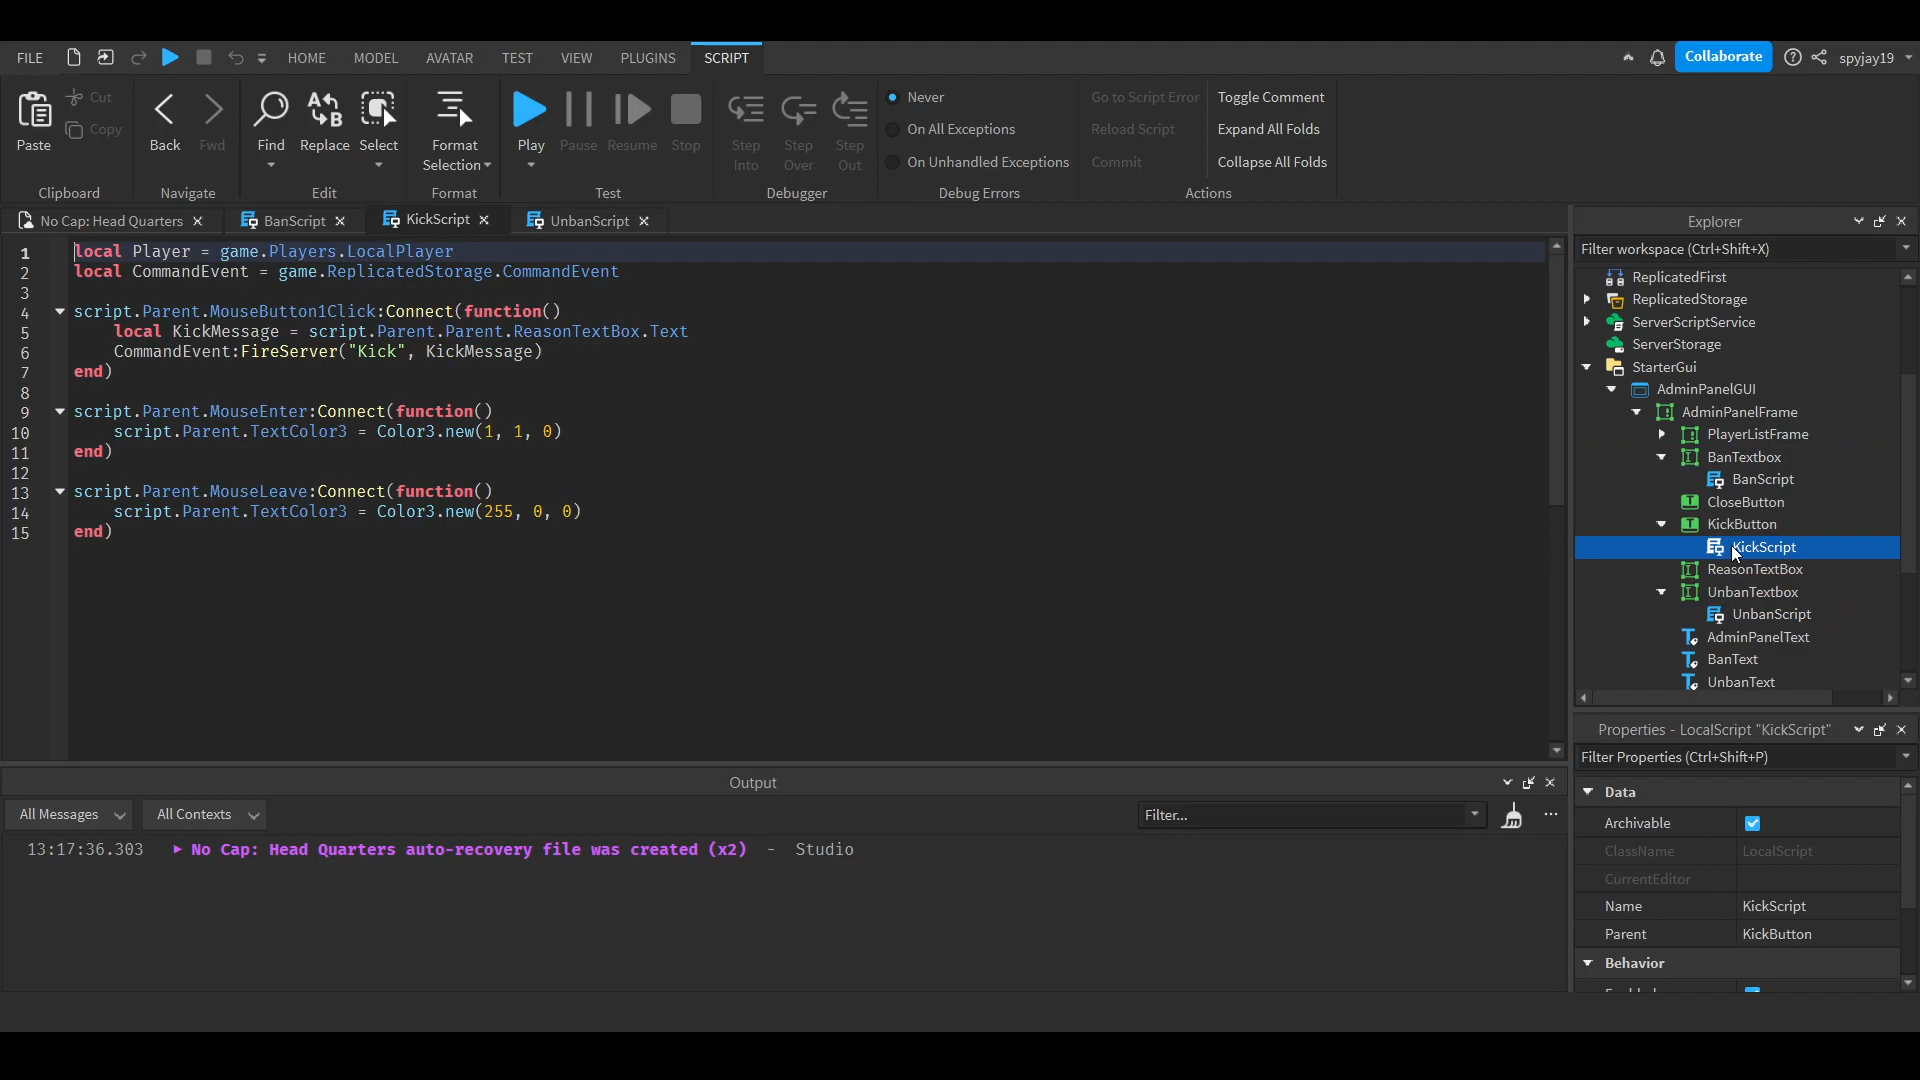 FILE HOME MODEL AVATAR TEST VIEW PLUGINS SCRIPT Collaborate spyjay19
Paste Cut Copy Back Fwd Find Replace Select Format Selection Play Pause Resume Stop Step Into Step Over Step Out
Never Go to Script Error Toggle Comment
On All Exceptions Reload Script Expand All Folds
On Unhandled Exceptions Commit Collapse All Folds
Clipboard Navigate Edit Format Test Debugger Debug Errors Actions
No Cap: Head Quarters BanScript KickScript UnbanScript
1 local Player = game.Players.LocalPlayer
2 local CommandEvent = game.ReplicatedStorage.CommandEvent
3
4 script.Parent.MouseButton1Click:Connect(function()
5 local KickMessage = script.Parent.Parent.ReasonTextBox.Text
6 CommandEvent:FireServer("Kick", KickMessage)
7 end)
8
9 script.Parent.MouseEnter:Connect(function()
10 script.Parent.TextColor3 = Color3.new(1, 1, 0)
11 end)
12
13 script.Parent.MouseLeave:Connect(function()
14 script.Parent.TextColor3 = Color3.new(255, 0, 0)
15 end)
Explorer
Filter workspace (Ctrl+Shift+X)
ReplicatedFirst
ReplicatedStorage
ServerScriptService
ServerStorage
StarterGui
AdminPanelGUI
AdminPanelFrame
PlayerListFrame
BanTextbox
BanScript
CloseButton
KickButton
KickScript
ReasonTextBox
UnbanTextbox
UnbanScript
AdminPanelText
BanText
UnbanText
Properties - LocalScript "KickScript"
Filter Properties (Ctrl+Shift+P)
Data
Archivable
ClassName LocalScript
CurrentEditor
Name KickScript
Parent KickButton
Behavior
Output
All Messages All Contexts Filter...
13:17:36.303 No Cap: Head Quarters auto-recovery file was created (x2) - Studio